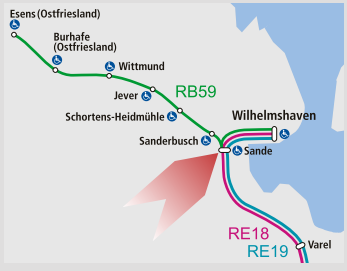 Esens (Ostfriesland)
Burhafe
(Ostfriesland)
Wittmund
RB59
Jever
Schortens-Heidmühle
Wilhelmshaven
Sanderbusch
Sande
RE18
RE19
Varel